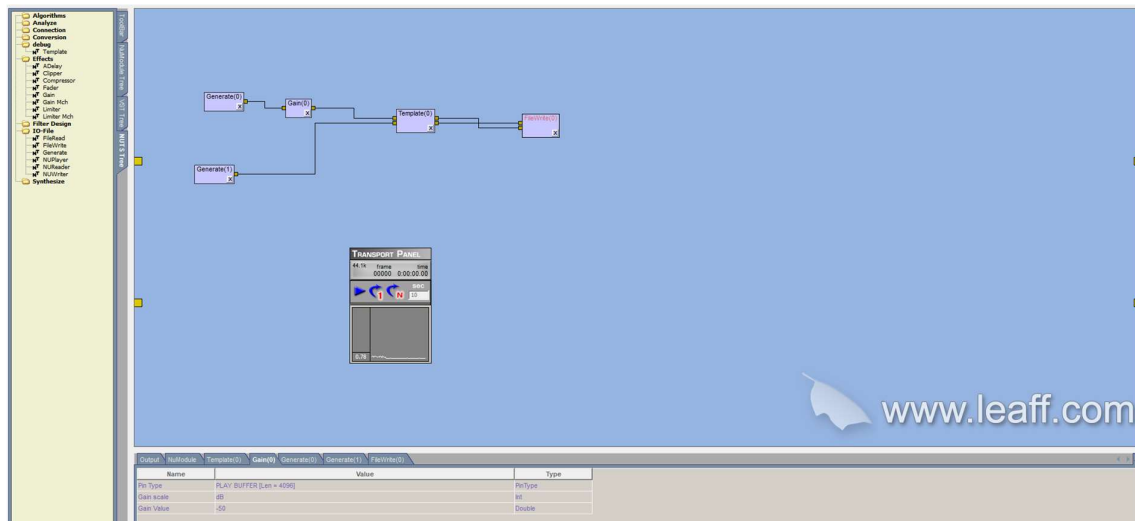 Algorithms
Analyze
Connection
Conversion
debug
Template
Effects
ADelay
Clipper
Compressor
Fader
Gain
Gain Mch
Limiter
Limiter Mch
Filter Design
IO-File
FileRead
FileWrite
Generate
NUPlayer
NUReader
NUWriter
Synthesize
ToolBar
NuModule Tree
VST Tree
NUTS Tree
Generate(0)
X
Gain(0)
X
Template(0)
X
FileWrite(0)
X
Generate(1)
X
TRANSPORT PANEL
44.1k frame time
00000 0:00:00.00
sec
I N 10
0.76
www.leaff.com
Output NuModule Template(0) Gain(0) Generate(0) Generate(1) FileWrite(0)
Name Value Type
Pin Type PLAY BUFFER [Len = 4096] PinType
Gain scale dB Int
Gain Value -50 Double